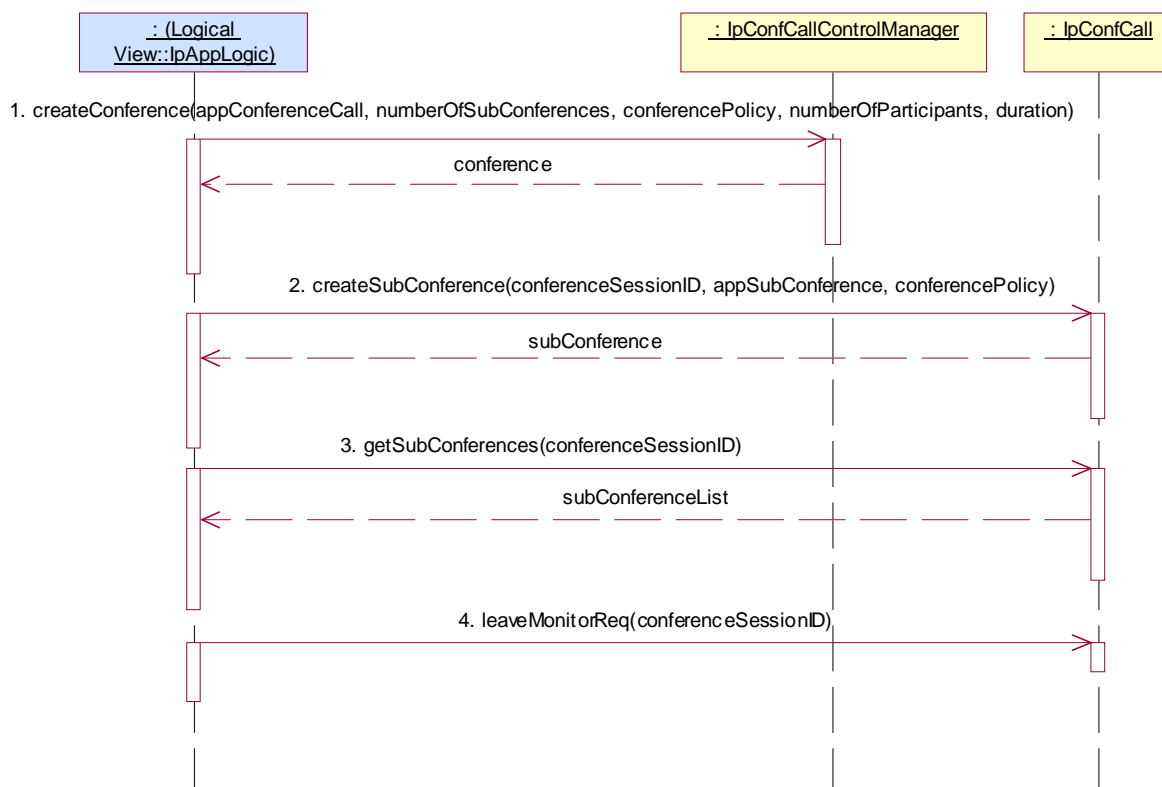 : (Logical
View::IpAppLogic)
: IpConfCallControlManager
: IpConfCall
1. createConference(appConferenceCall, numberOfSubConferences, conferencePolicy, numberOfParticipants, duration)
conference
2. createSubConference(conferenceSessionID, appSubConference, conferencePolicy)
subConference
3. getSubConferences(conferenceSessionID)
subConferenceList
4. leaveMonitorReq(conferenceSessionID)